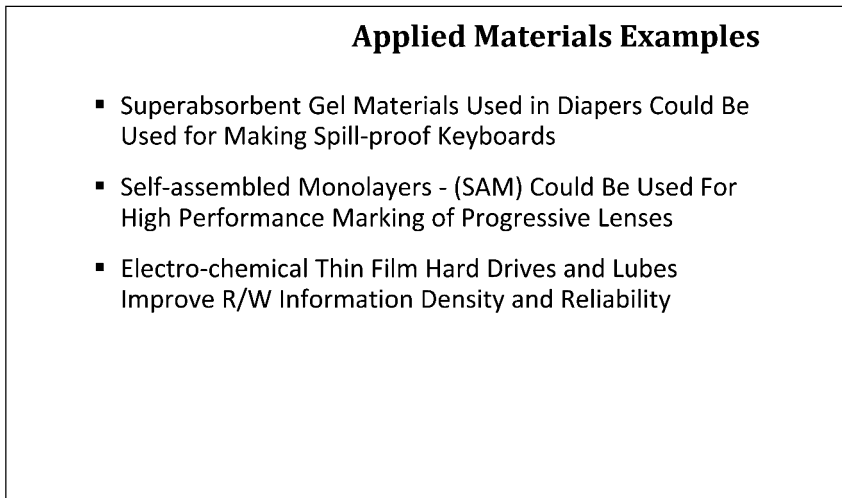 Applied Materials Examples
▪ Superabsorbent Gel Materials Used in Diapers Could Be
Used for Making Spill-proof Keyboards
▪ Self-assembled Monolayers - (SAM) Could Be Used For
High Performance Marking of Progressive Lenses
▪ Electro-chemical Thin Film Hard Drives and Lubes
Improve R/W Information Density and Reliability